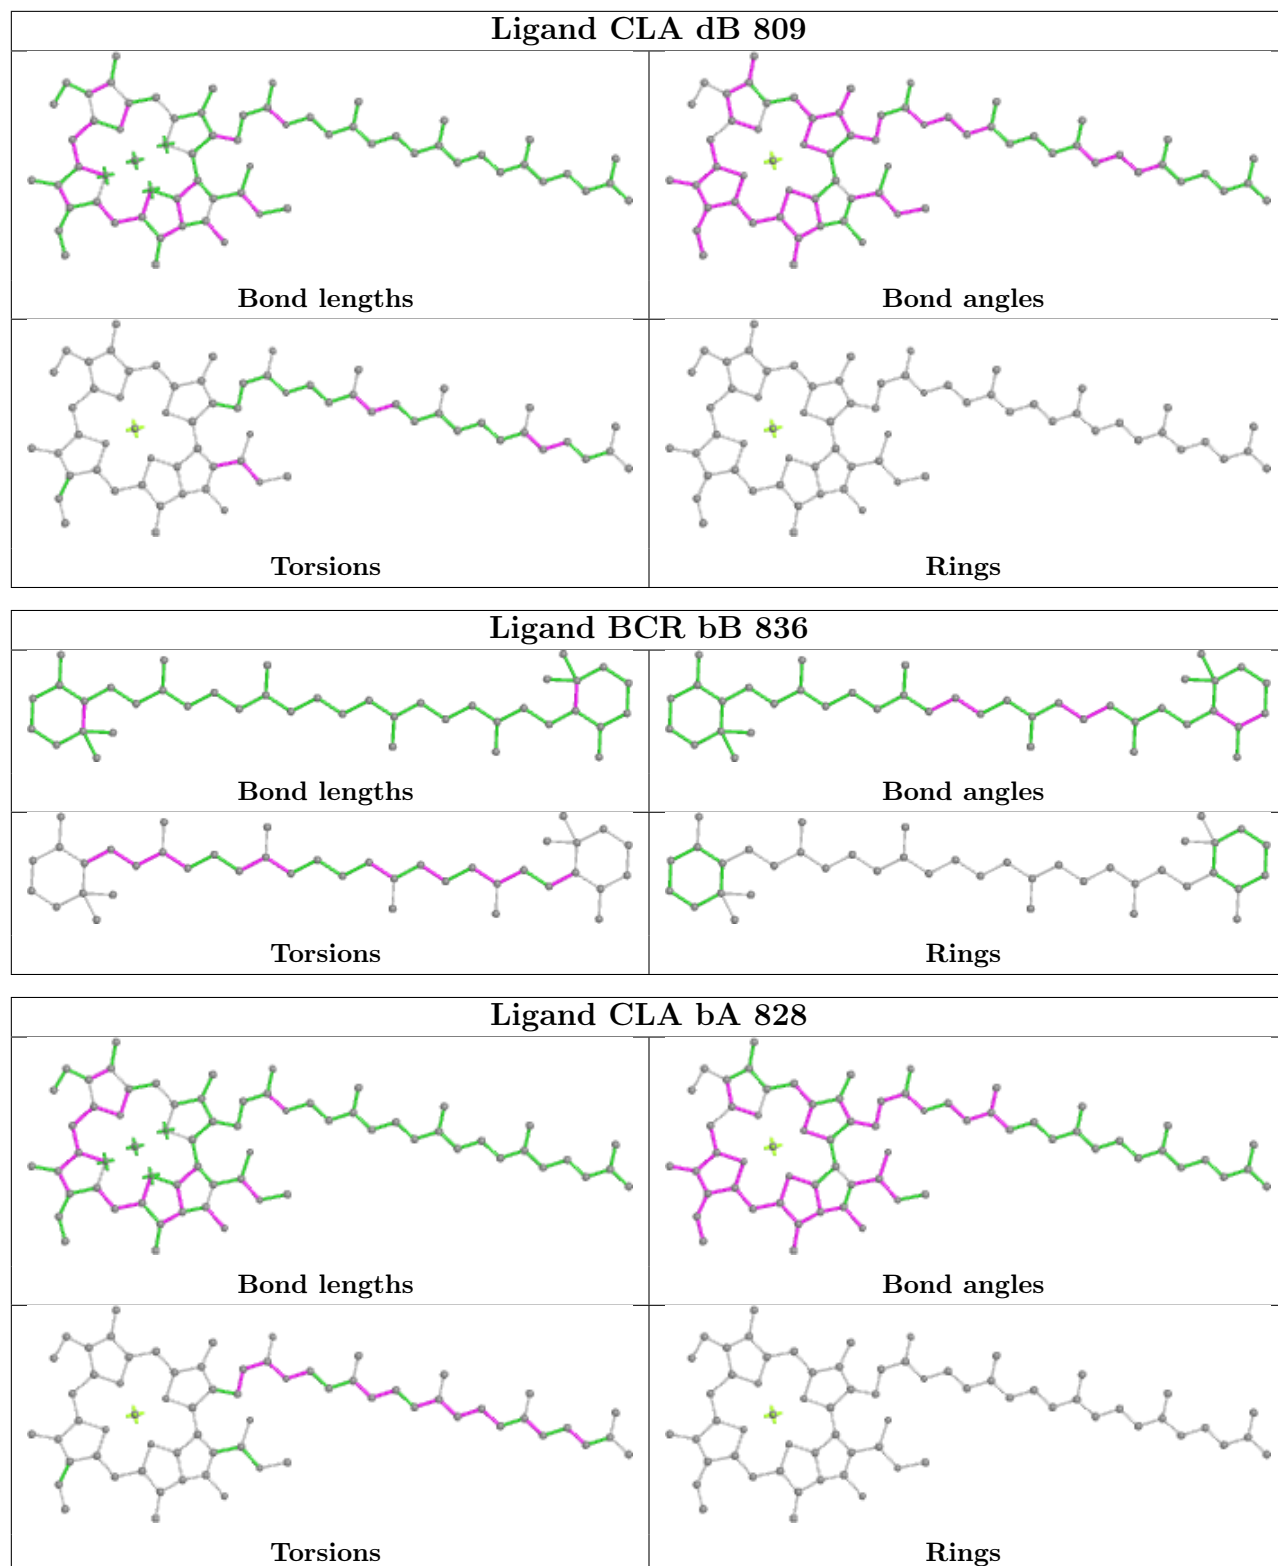 Ligand CLA dB 809
Bond lengths
Bond angles
Torsions
Rings
Ligand BCR bB 836
Bond lengths
Bond angles
Torsions
Rings
Ligand CLA bA 828
Bond lengths
Bond angles
Torsions
Rings